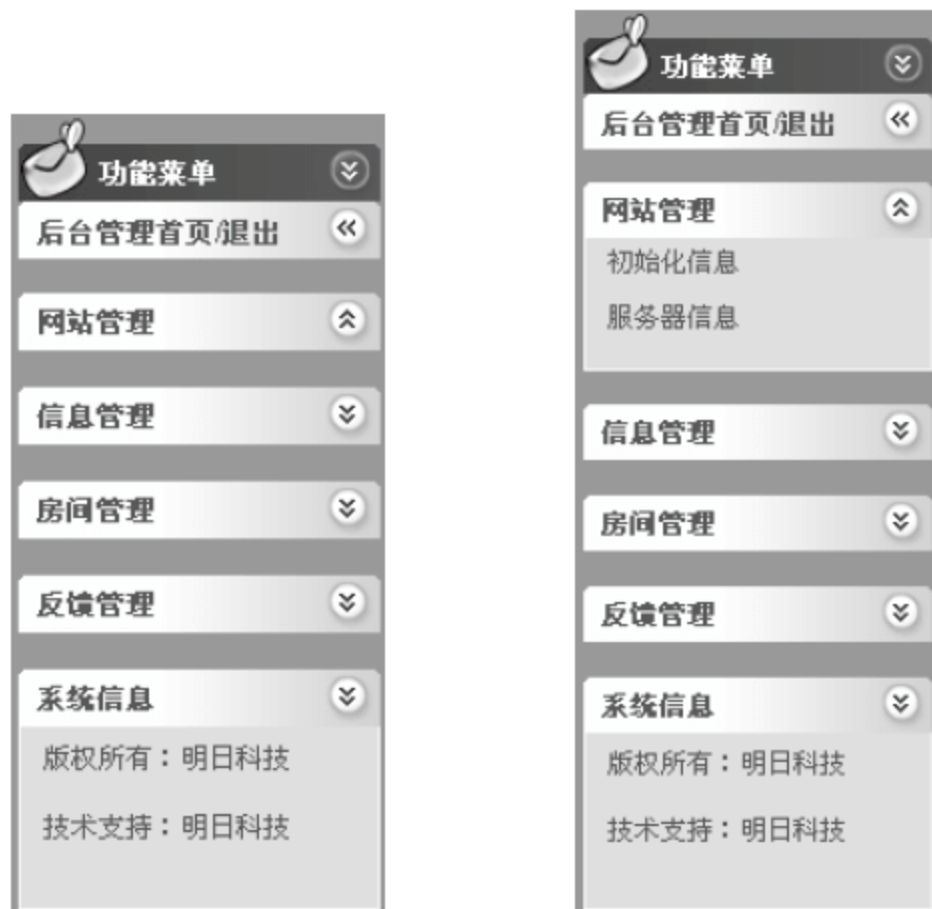 功能菜单
后台管理首页/退出
网站管理
信息管理
房间管理
反馈管理
系统信息
版权所有：明日科技
技术支持：明日科技
功能菜单
后台管理首页/退出
网站管理
初始化信息
服务器信息
信息管理
房间管理
反馈管理
系统信息
版权所有：明日科技
技术支持：明日科技